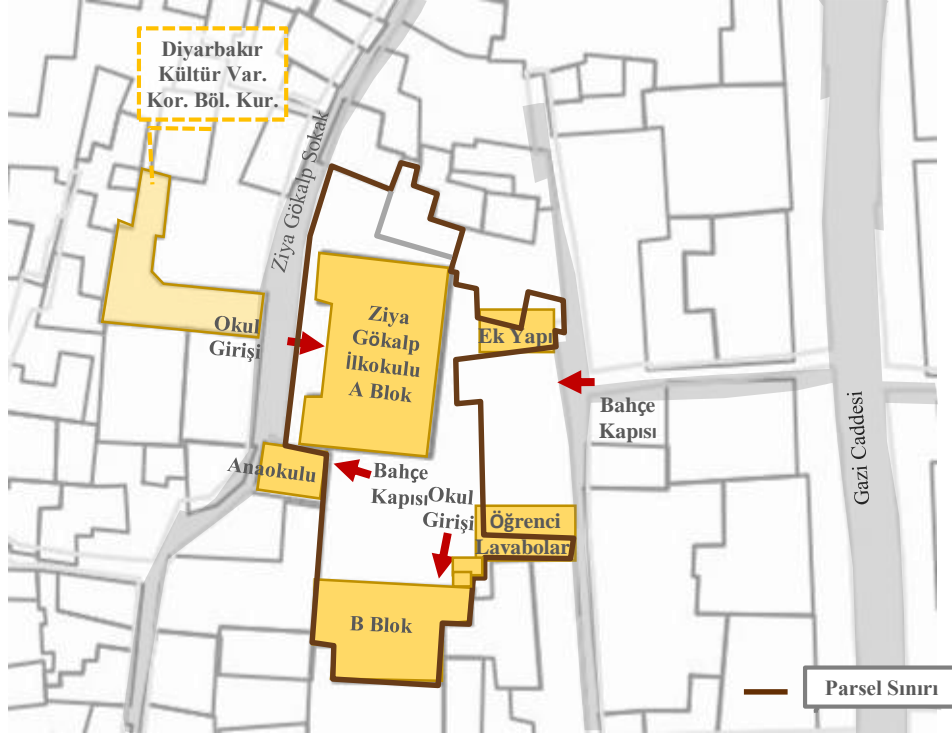 Diyarbakır
Kültür Var.
Kor. Böl. Kur.
Ziya Gökalp Sokak
Okul
Girişi
Ziya
Gökalp
İlkokulu
A Blok
Ek Yapı
Bahçe
Kapısı
Gazi Caddesi
Anaokulu
Bahçe
Kapısı
Okul
Girişi
Öğrenci
Lavabolar
B Blok
Parsel Sınırı